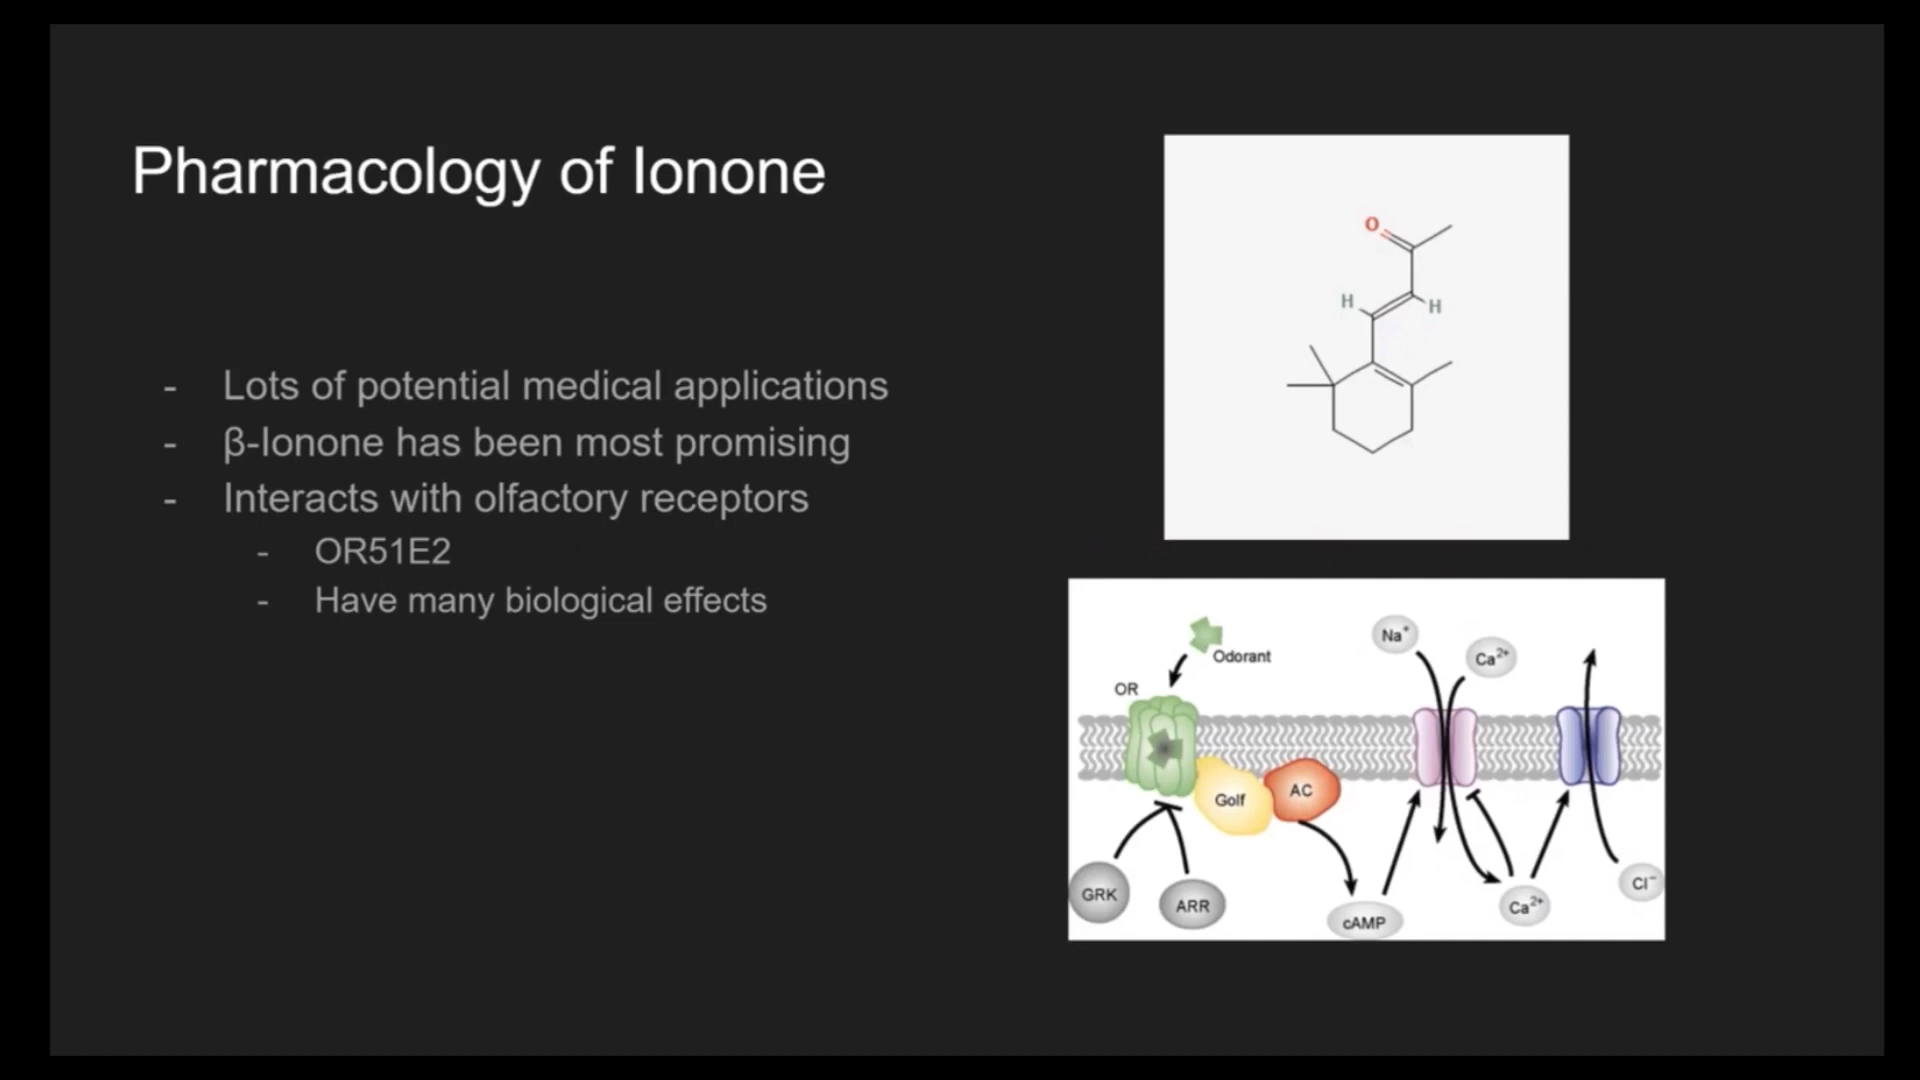 Pharmacology of Ionone
- Lots of potential medical applications
- β-Ionone has been most promising
- Interacts with olfactory receptors
- OR51E2
- Have many biological effects
O
H
H
Odorant
OR
Na⁺
Ca²⁺
Golf
AC
GRK
ARR
cAMP
Ca²⁺
Cl⁻